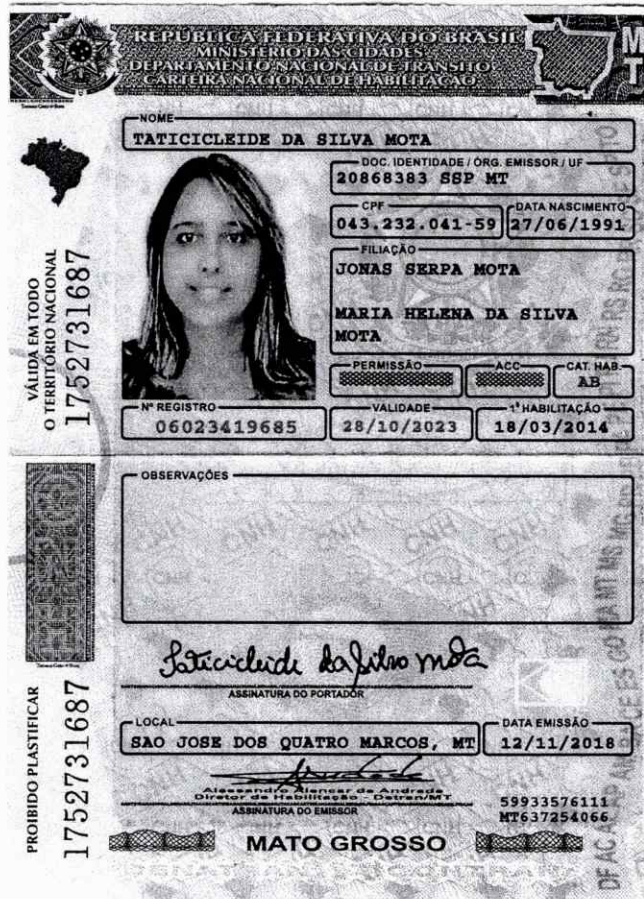 REPÚBLICA FEDERATIVA DO BRASIL
MINISTÉRIO DAS CIDADES
DEPARTAMENTO NACIONAL DE TRÂNSITO
CARTEIRA NACIONAL DE HABILITAÇÃO
MT
NOME
TATICICLEIDE DA SILVA MOTA
DOC. IDENTIDADE / ÓRG. EMISSOR / UF
20868383 SSP MT
CPF
043.232.041-59
DATA NASCIMENTO
27/06/1991
FILIAÇÃO
JONAS SERPA MOTA
MARIA HELENA DA SILVA
MOTA
PERMISSÃO
ACC
CAT. HAB.
AB
Nº REGISTRO
06023419685
VALIDADE
28/10/2023
1ª HABILITAÇÃO
18/03/2014
VÁLIDA EM TODO
O TERRITÓRIO NACIONAL
1752731687
OBSERVAÇÕES
Taticicleide da Silva Mota
ASSINATURA DO PORTADOR
LOCAL
SAO JOSE DOS QUATRO MARCOS, MT
DATA EMISSÃO
12/11/2018
Alessandro Alencar de Andrade
Diretor de Habilitação - Detran/MT
ASSINATURA DO EMISSOR
59933576111
MT637254066
PROIBIDO PLASTIFICAR
1752731687
MATO GROSSO